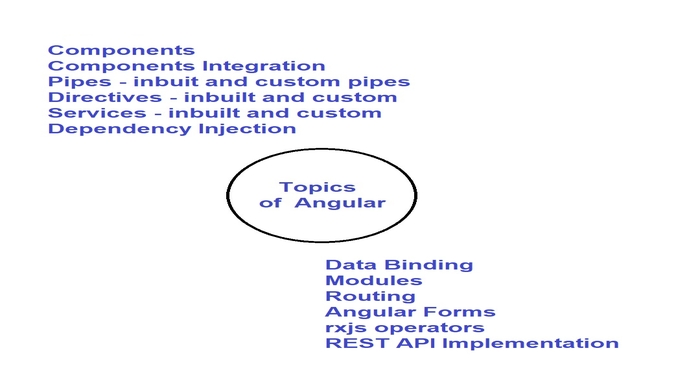 Components
Components Integration
Pipes - inbuit and custom pipes
Directives - inbuilt and custom
Services - inbuilt and custom
Dependency Injection
Topics
of Angular
Data Binding
Modules
Routing
Angular Forms
rxjs operators
REST API Implementation